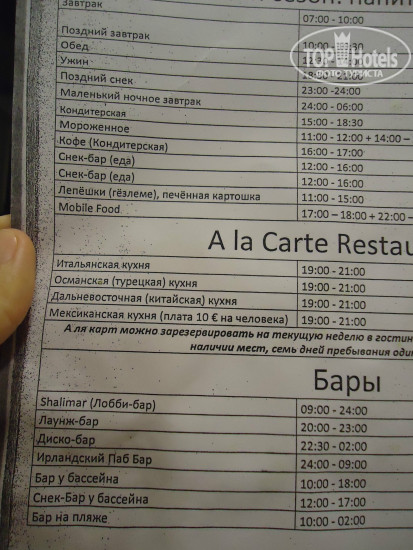 сезон:
Завтрак 07:00 - 10:00
Поздний завтрак 10:00
Обед
Ужин
Поздний снек 23:00 -24:00
Маленький ночное завтрак 24:00 - 06:00
Кондитерская 15:00 - 18:30
Мороженное 11:00 - 12:00 + 14:00 –
Кофе (Кондитерская) 16:00 - 17:00
Снек-бар (еда) 12:00 - 16:00
Снек-бар (еда) 12:00 - 16:00
Лепёшки (гёзлеме), печённая картошка 11:00 - 15:00
Mobile Food 17:00 – 18:00 + 22:00 –
A la Carte Restau
Итальянская кухня 19:00 - 21:00
Османская (турецкая) кухня 19:00 - 21:00
Дальневосточная (китайская) кухня 19:00 - 21:00
Мексиканская кухня (плата 10 € на человека) 19:00 - 21:00
А ля карт можно зарезервировать на текущую неделю в гостин
наличии мест, семь дней пребывания один
Бары
Shalimar (Лобби-бар) 09:00 - 24:00
Лаунж-бар 20:00 - 23:00
Диско-бар 22:30 - 02:00
Ирландский Паб Бар 24:00 - 09:00
Бар у бассейна 10:00 - 18:00
Снек-Бар у бассейна 12:00 - 17:00
Бар на пляже 10:00 - 02:00
TOP Hotels
ФОТО ТУРИСТА